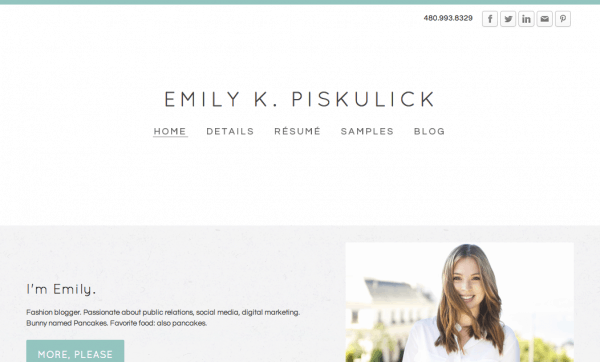 480.993.8329
EMILY K. PISKULICK
HOME DETAILS RÉSUMÉ SAMPLES BLOG
I'm Emily.
Fashion blogger. Passionate about public relations, social media, digital marketing.
Bunny named Pancakes. Favorite food: also pancakes.
MORE, PLEASE